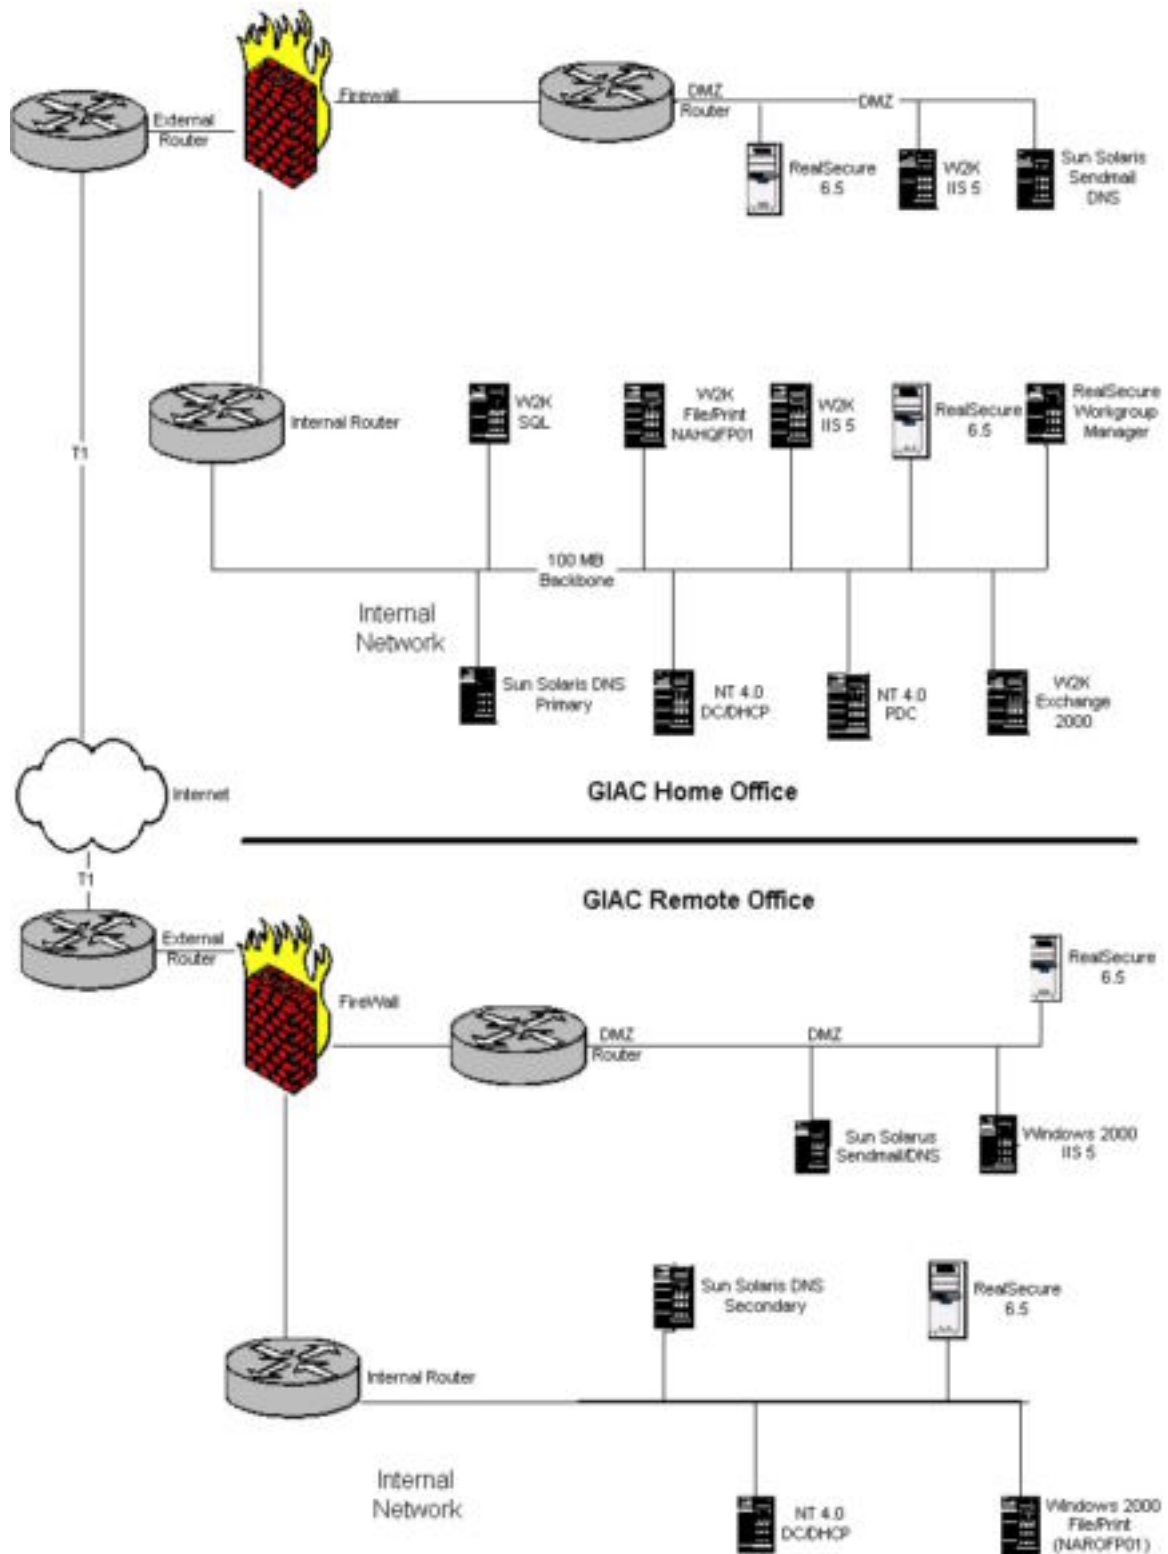 Firewall
DMZ
Router
DMZ
External
Router
RealSecure
6.5
W2K
IIS 5
Sun Solaris
Sendmail
DNS
W2K
SQL
W2K
File/Print
NAHQFP01
W2K
IIS 5
RealSecure
6.5
RealSecure
Workgroup
Manager
Internal Router
T1
100 MB
Backbone
Internal
Network
Sun Solaris DNS
Primary
NT 4.0
DC/DHCP
NT 4.0
PDC
W2K
Exchange
2000
Internet
GIAC Home Office
T1
GIAC Remote Office
External
Router
RealSecure
6.5
FireWall
DMZ
Router
DMZ
Sun Solarus
Sendmail/DNS
Windows 2000
IIS 5
Sun Solaris DNS
Secondary
RealSecure
6.5
Internal Router
Internal
Network
NT 4.0
DC/DHCP
Windows 2000
File/Print
(NAROFP01)